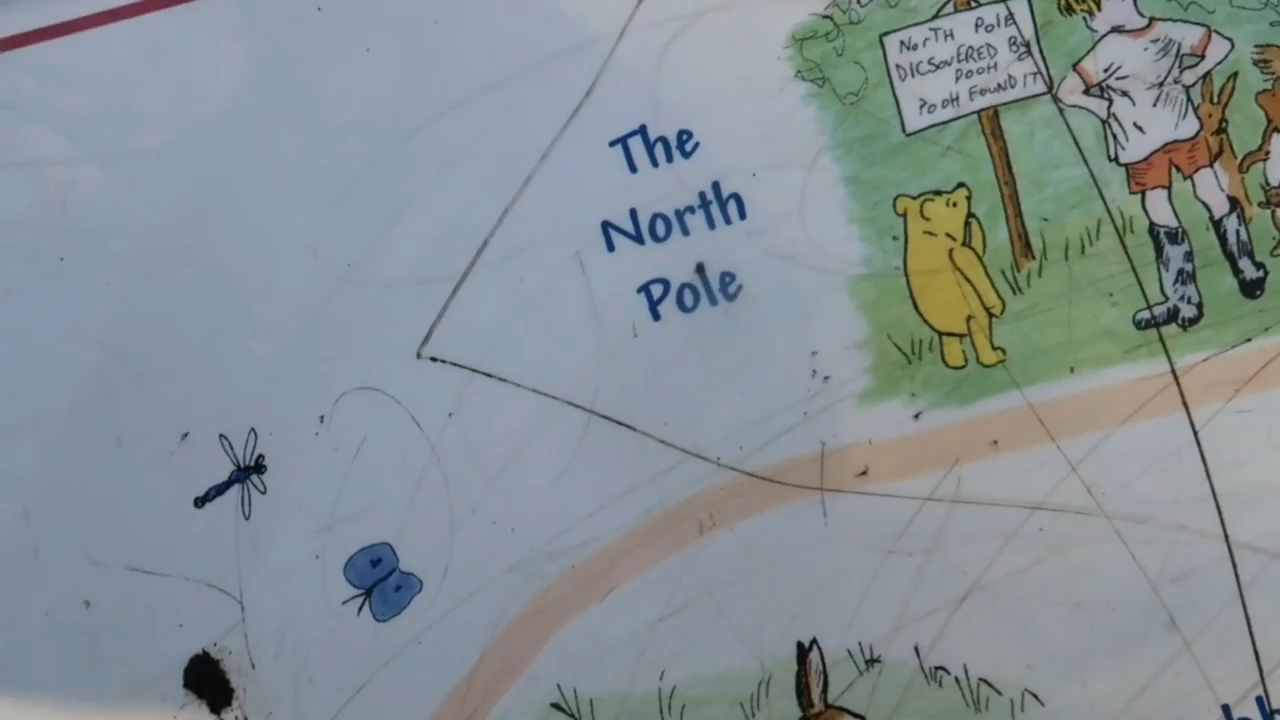 NORTH POLE
DICSOVERED BY
POOH
POOH FOUND IT
The
North
Pole